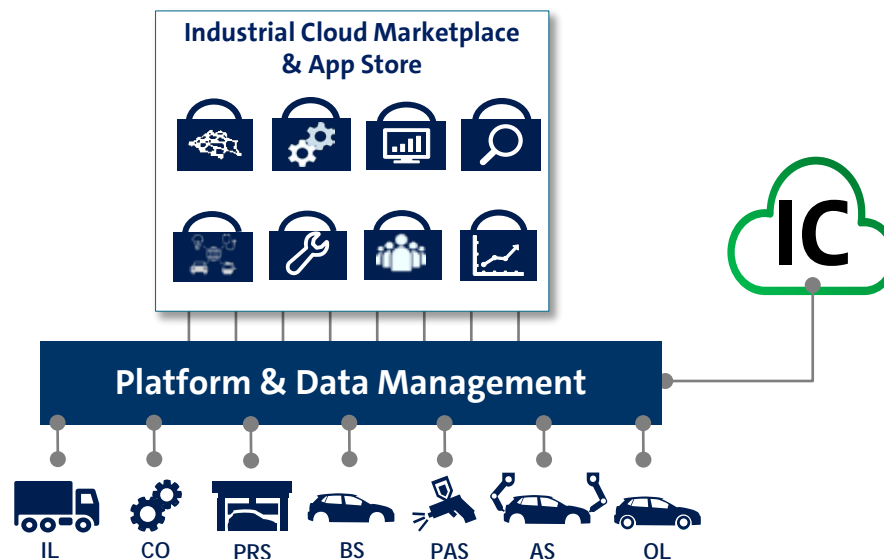 Industrial Cloud Marketplace
& App Store
IC
Platform & Data Management
IL CO PRS BS PAS AS OL